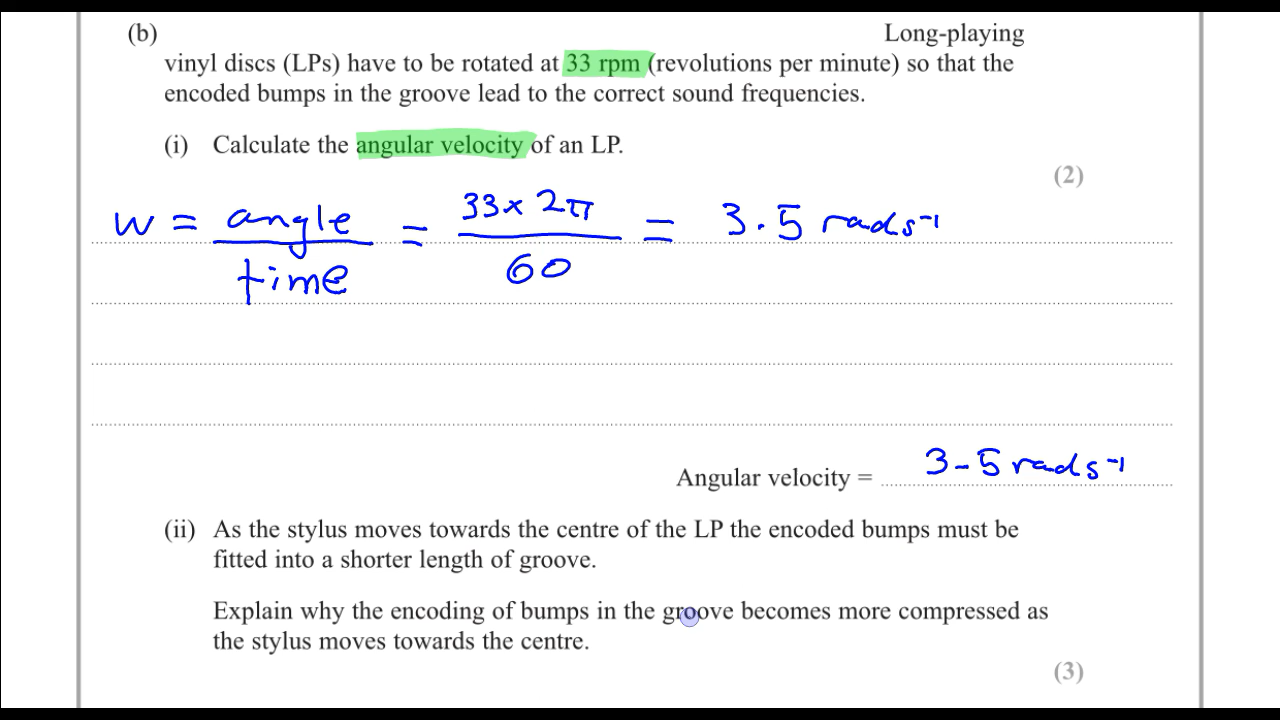 (b) Long-playing
vinyl discs (LPs) have to be rotated at 33 rpm (revolutions per minute) so that the
encoded bumps in the groove lead to the correct sound frequencies.
(i) Calculate the angular velocity of an LP.
(2)
w = angle / time = 33 x 2π / 60 = 3.5 rads⁻¹
Angular velocity = 3.5 rads⁻¹
(ii) As the stylus moves towards the centre of the LP the encoded bumps must be
fitted into a shorter length of groove.
Explain why the encoding of bumps in the groove becomes more compressed as
the stylus moves towards the centre.
(3)